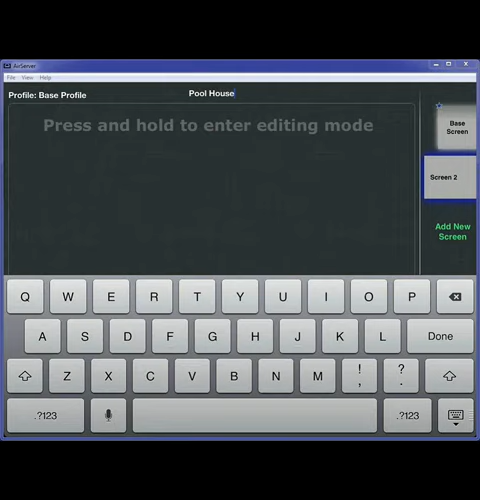 AirServer
File View Help
Profile: Base Profile
Pool House
Press and hold to enter editing mode
Base
Screen
Screen 2
Add New
Screen
Q W E R T Y U I O P
A S D F G H J K L Done
Z X C V B N M ! , ? .
.?123 .?123